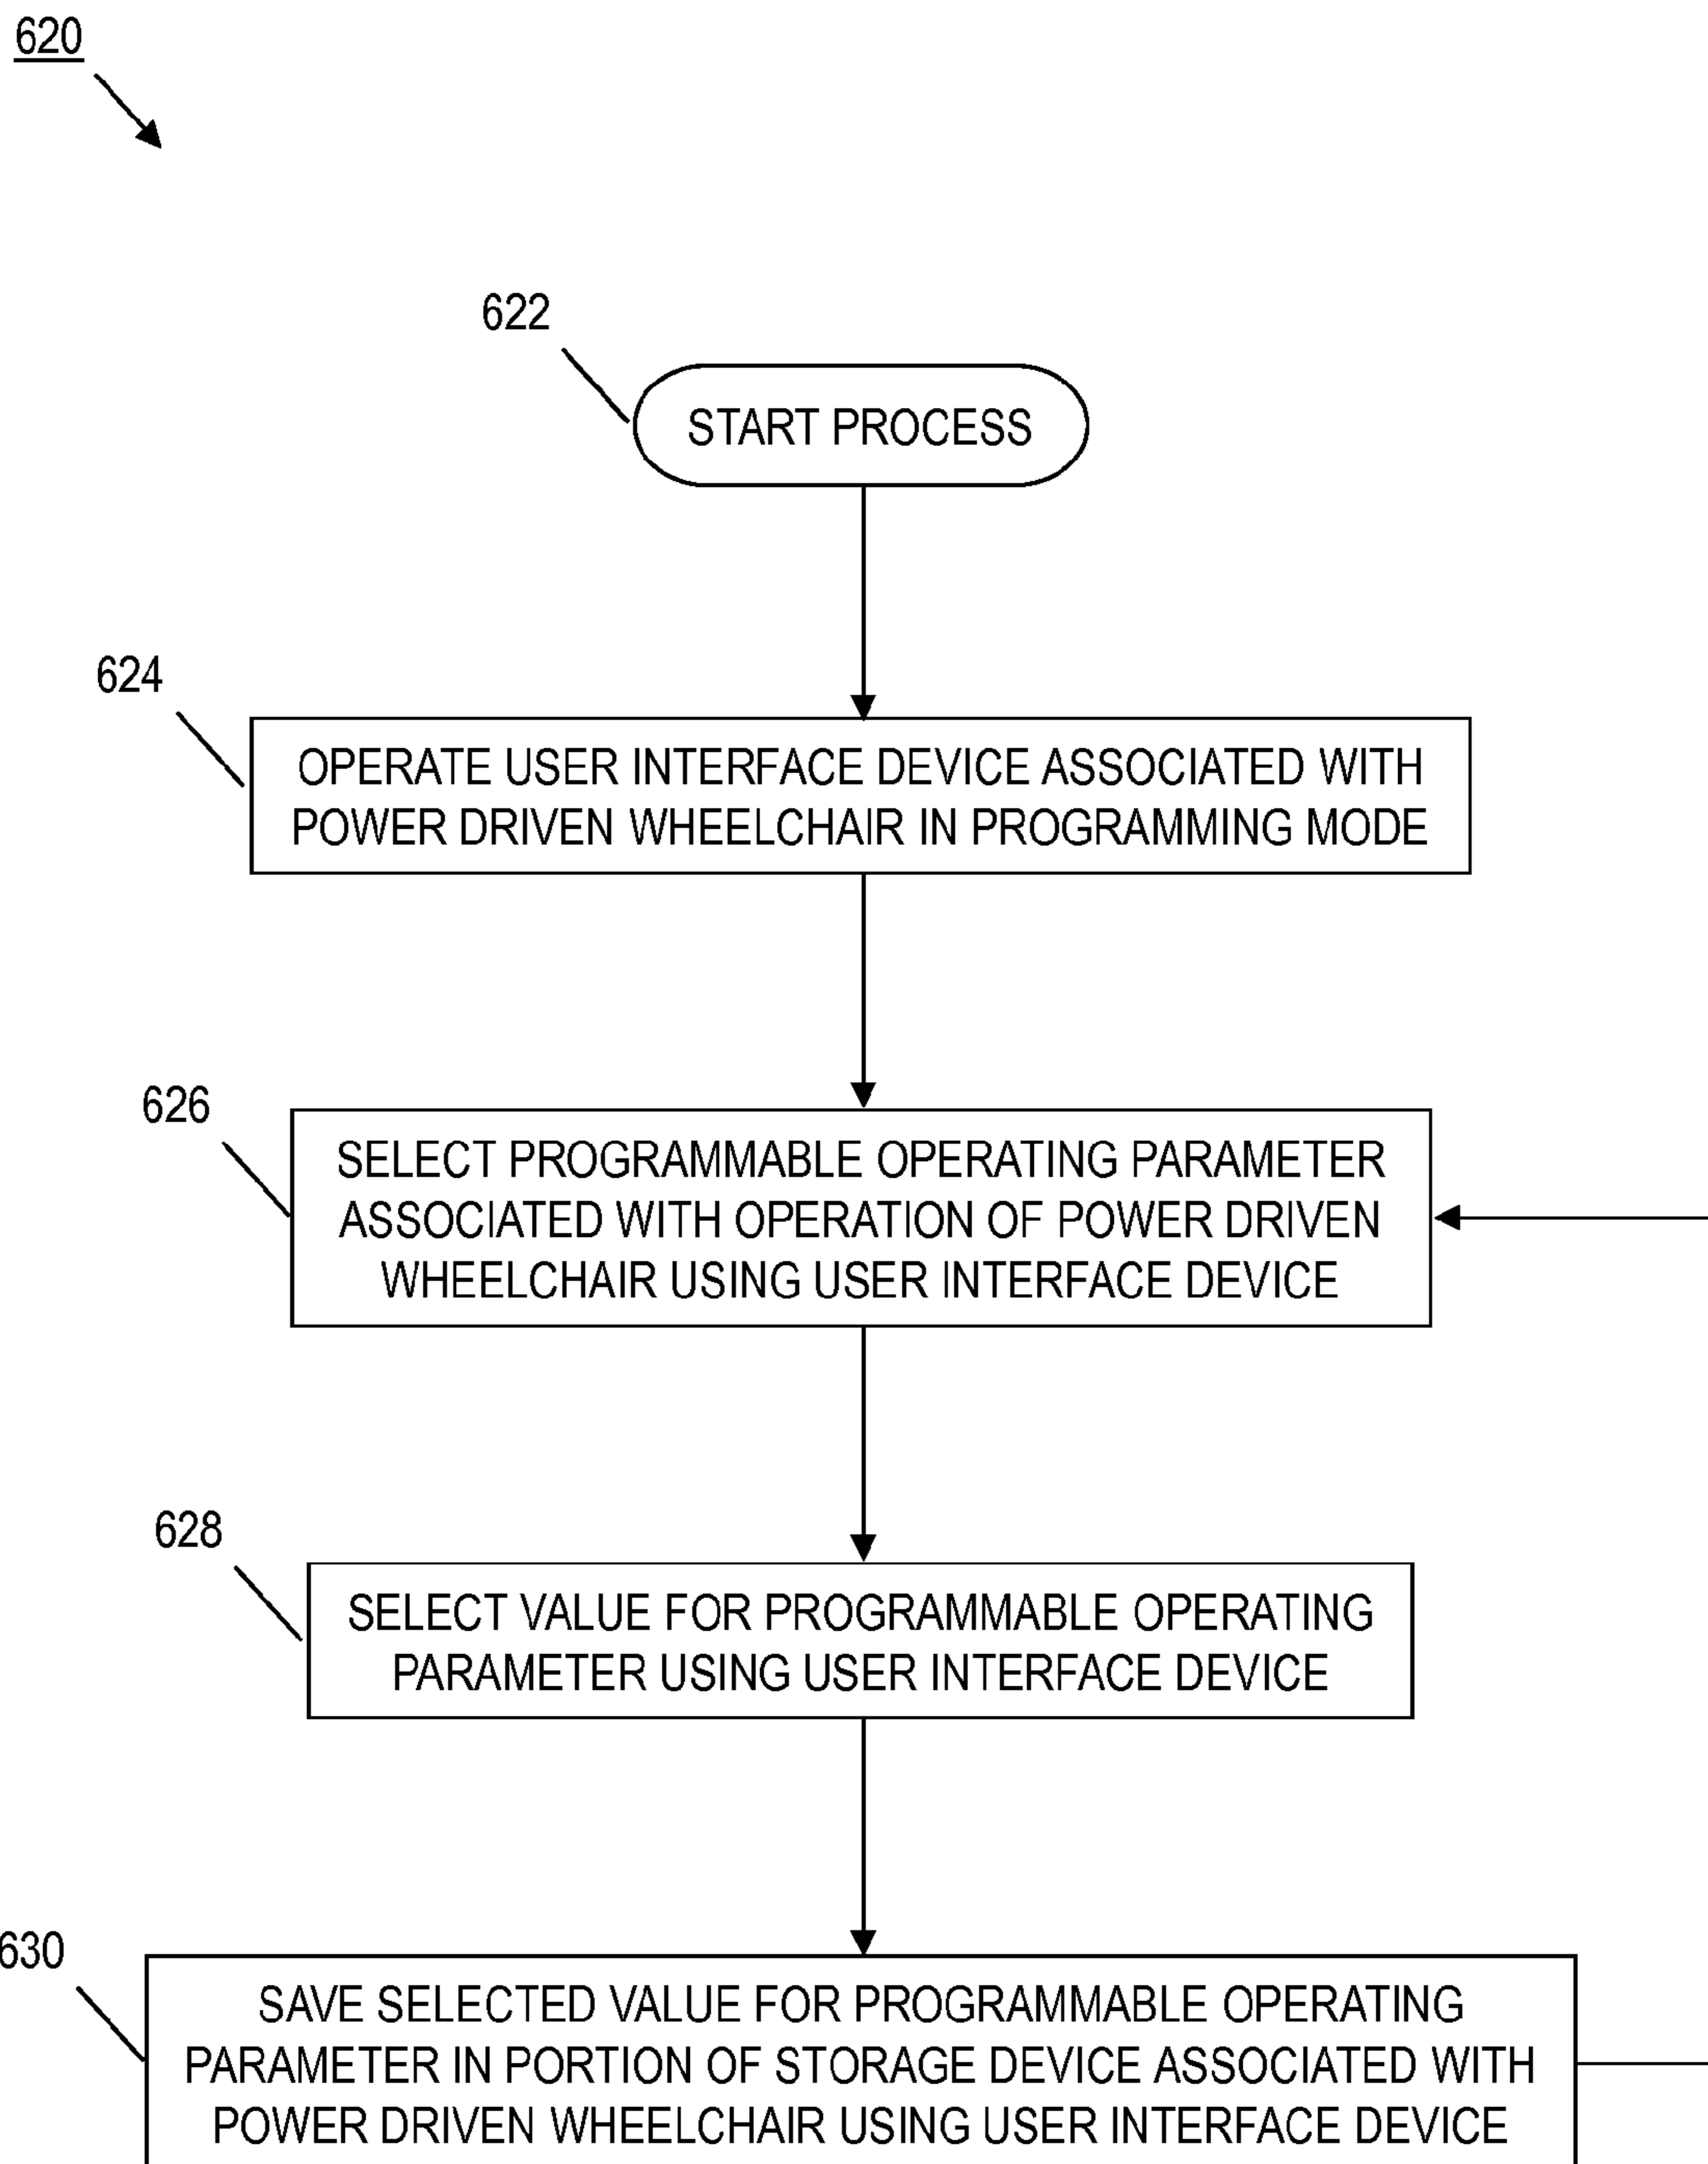 620
622
START PROCESS
624
OPERATE USER INTERFACE DEVICE ASSOCIATED WITH
POWER DRIVEN WHEELCHAIR IN PROGRAMMING MODE
626
SELECT PROGRAMMABLE OPERATING PARAMETER
ASSOCIATED WITH OPERATION OF POWER DRIVEN
WHEELCHAIR USING USER INTERFACE DEVICE
628
SELECT VALUE FOR PROGRAMMABLE OPERATING
PARAMETER USING USER INTERFACE DEVICE
630
SAVE SELECTED VALUE FOR PROGRAMMABLE OPERATING
PARAMETER IN PORTION OF STORAGE DEVICE ASSOCIATED WITH
POWER DRIVEN WHEELCHAIR USING USER INTERFACE DEVICE